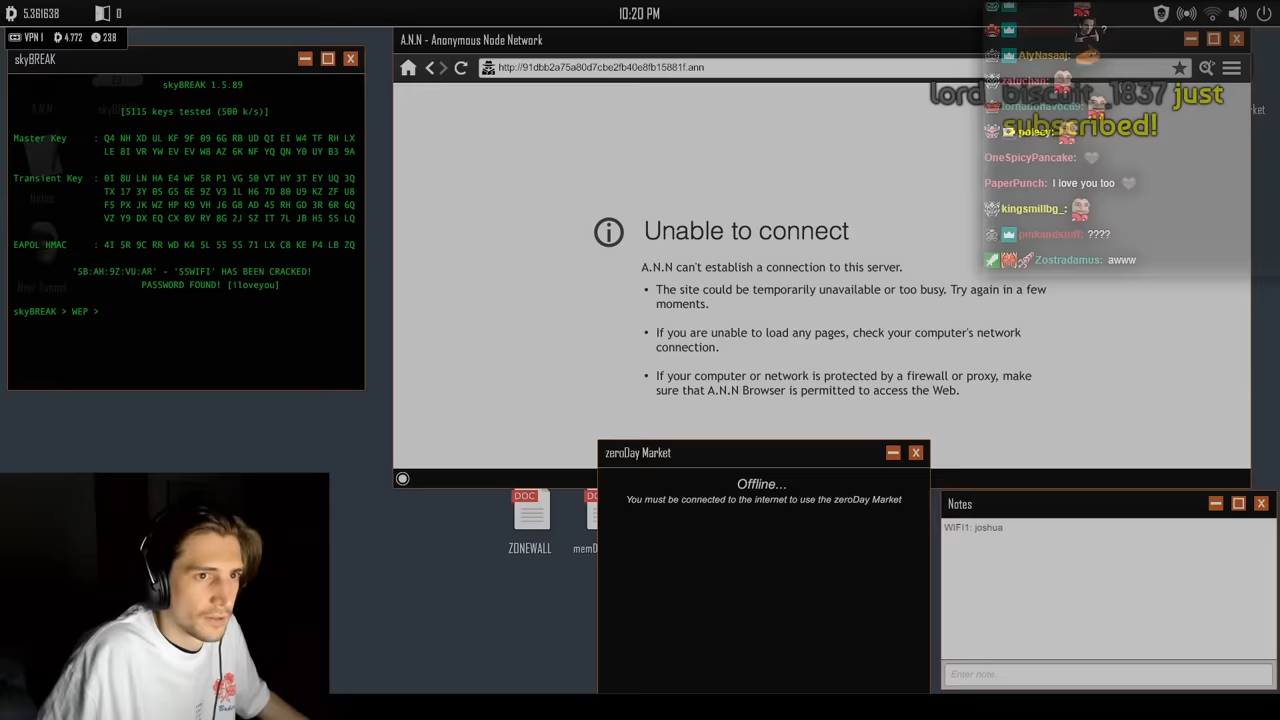 5.361638
0
10:20 PM
VPN 1
4.772
238
skyBREAK
skyBREAK 1.5.89
[5115 keys tested (500 k/s)]
Master Key : Q4 NH XD UL KF 9F 09 6G RB UD QI EI W4 TF RH LX
LE 8I VR YW EV EV W8 AZ 6K NF YQ QN Y0 UY B3 9A
Transient Key : 0I 8U LN HA E4 WF 5R P1 VG 50 VT HY 3T EY UQ 3Q
TX 17 3Y 0S G5 6E 9Z V3 1L H6 7D 80 U9 KZ ZF U8
F5 PX JK WZ HP K9 VH J6 G8 AD 45 RH GD 3R 6R 6T
VZ Y9 DX EQ CX 8V RY 8G 2J SZ IT 7L JB H5 SS LQ
EAPOL HMAC : 4I 5R 9C RR WD K4 5L 55 SS 71 LX C8 KE P4 LB ZQ
'5B:AH:9Z:VU:AR' - 'SSWIFI' HAS BEEN CRACKED!
PASSWORD FOUND! [iloveyou]
skyBREAK > WEP >
A.N.N - Anonymous Node Network
http://91dbb2a75a80d7cbe2fb40e8fb15881f.ann
Unable to connect
A.N.N can't establish a connection to this server.
The site could be temporarily unavailable or too busy. Try again in a few
moments.
If you are unable to load any pages, check your computer's network
connection.
If your computer or network is protected by a firewall or proxy, make
sure that A.N.N Browser is permitted to access the Web.
?
AlyNasaaj:
zatuchan:
lord_biscuit_1837 just
subscribed!
OneSpicyPancake:
PaperPunch: I love you too
kingsmillbg_:
pmkandstuff: ????
Zostradamus: awww
zeroDay Market
Offline...
You must be connected to the internet to use the zeroDay Market
DOC
ZONEWALL
Notes
WIFI1: joshua
Enter note...